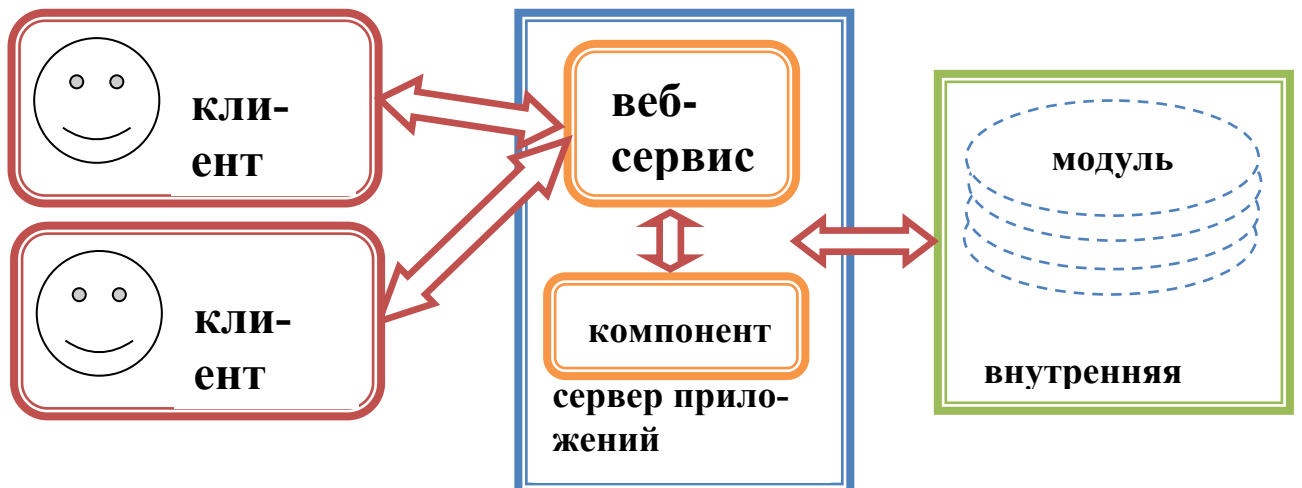 кли-
ент
кли-
ент
веб-
сервис
компонент
сервер прило-
жений
модуль
внутренняя